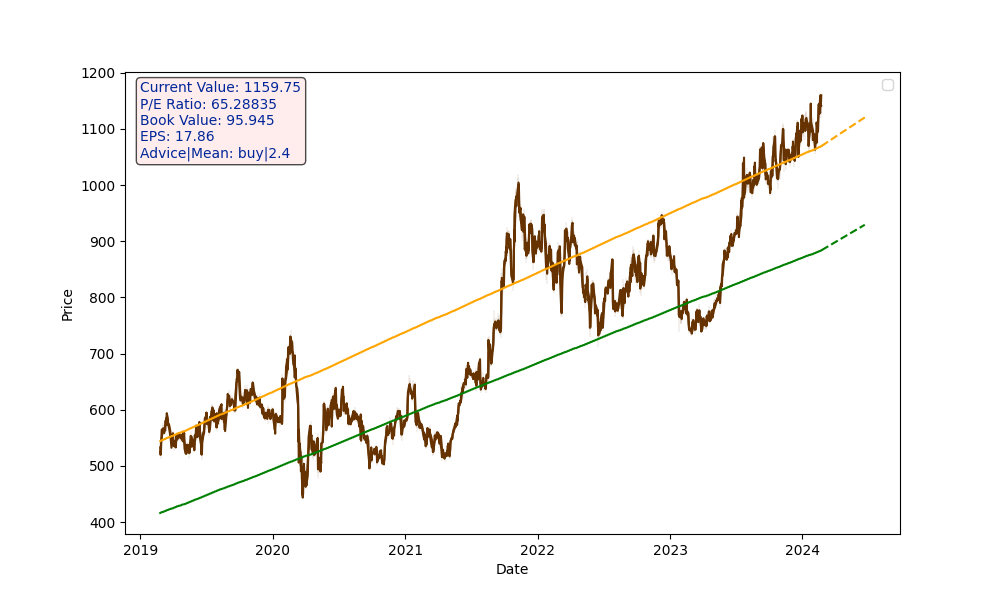 Current Value: 1159.75
P/E Ratio: 65.28835
Book Value: 95.945
EPS: 17.86
Advice|Mean: buy|2.4
1200
1100
1000
900
800
700
600
500
400
Price
2019 2020 2021 2022 2023 2024
Date